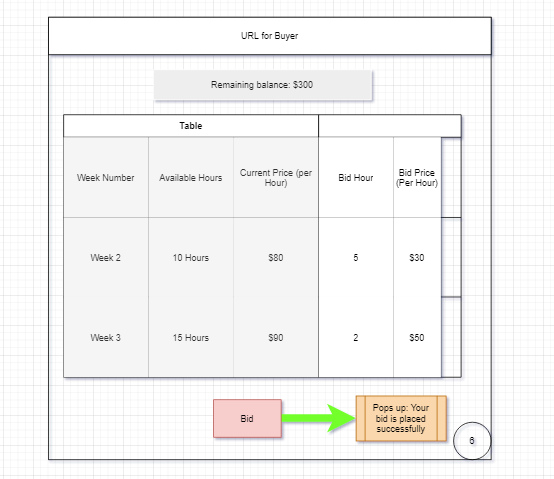 URL for Buyer
Remaining balance: $300
Table
Week Number Available Hours Current Price (per Hour) Bid Hour Bid Price (Per Hour)
Week 2 10 Hours $80 5 $30
Week 3 15 Hours $90 2 $50
Bid
Pops up: Your
bid is placed
successfully
6